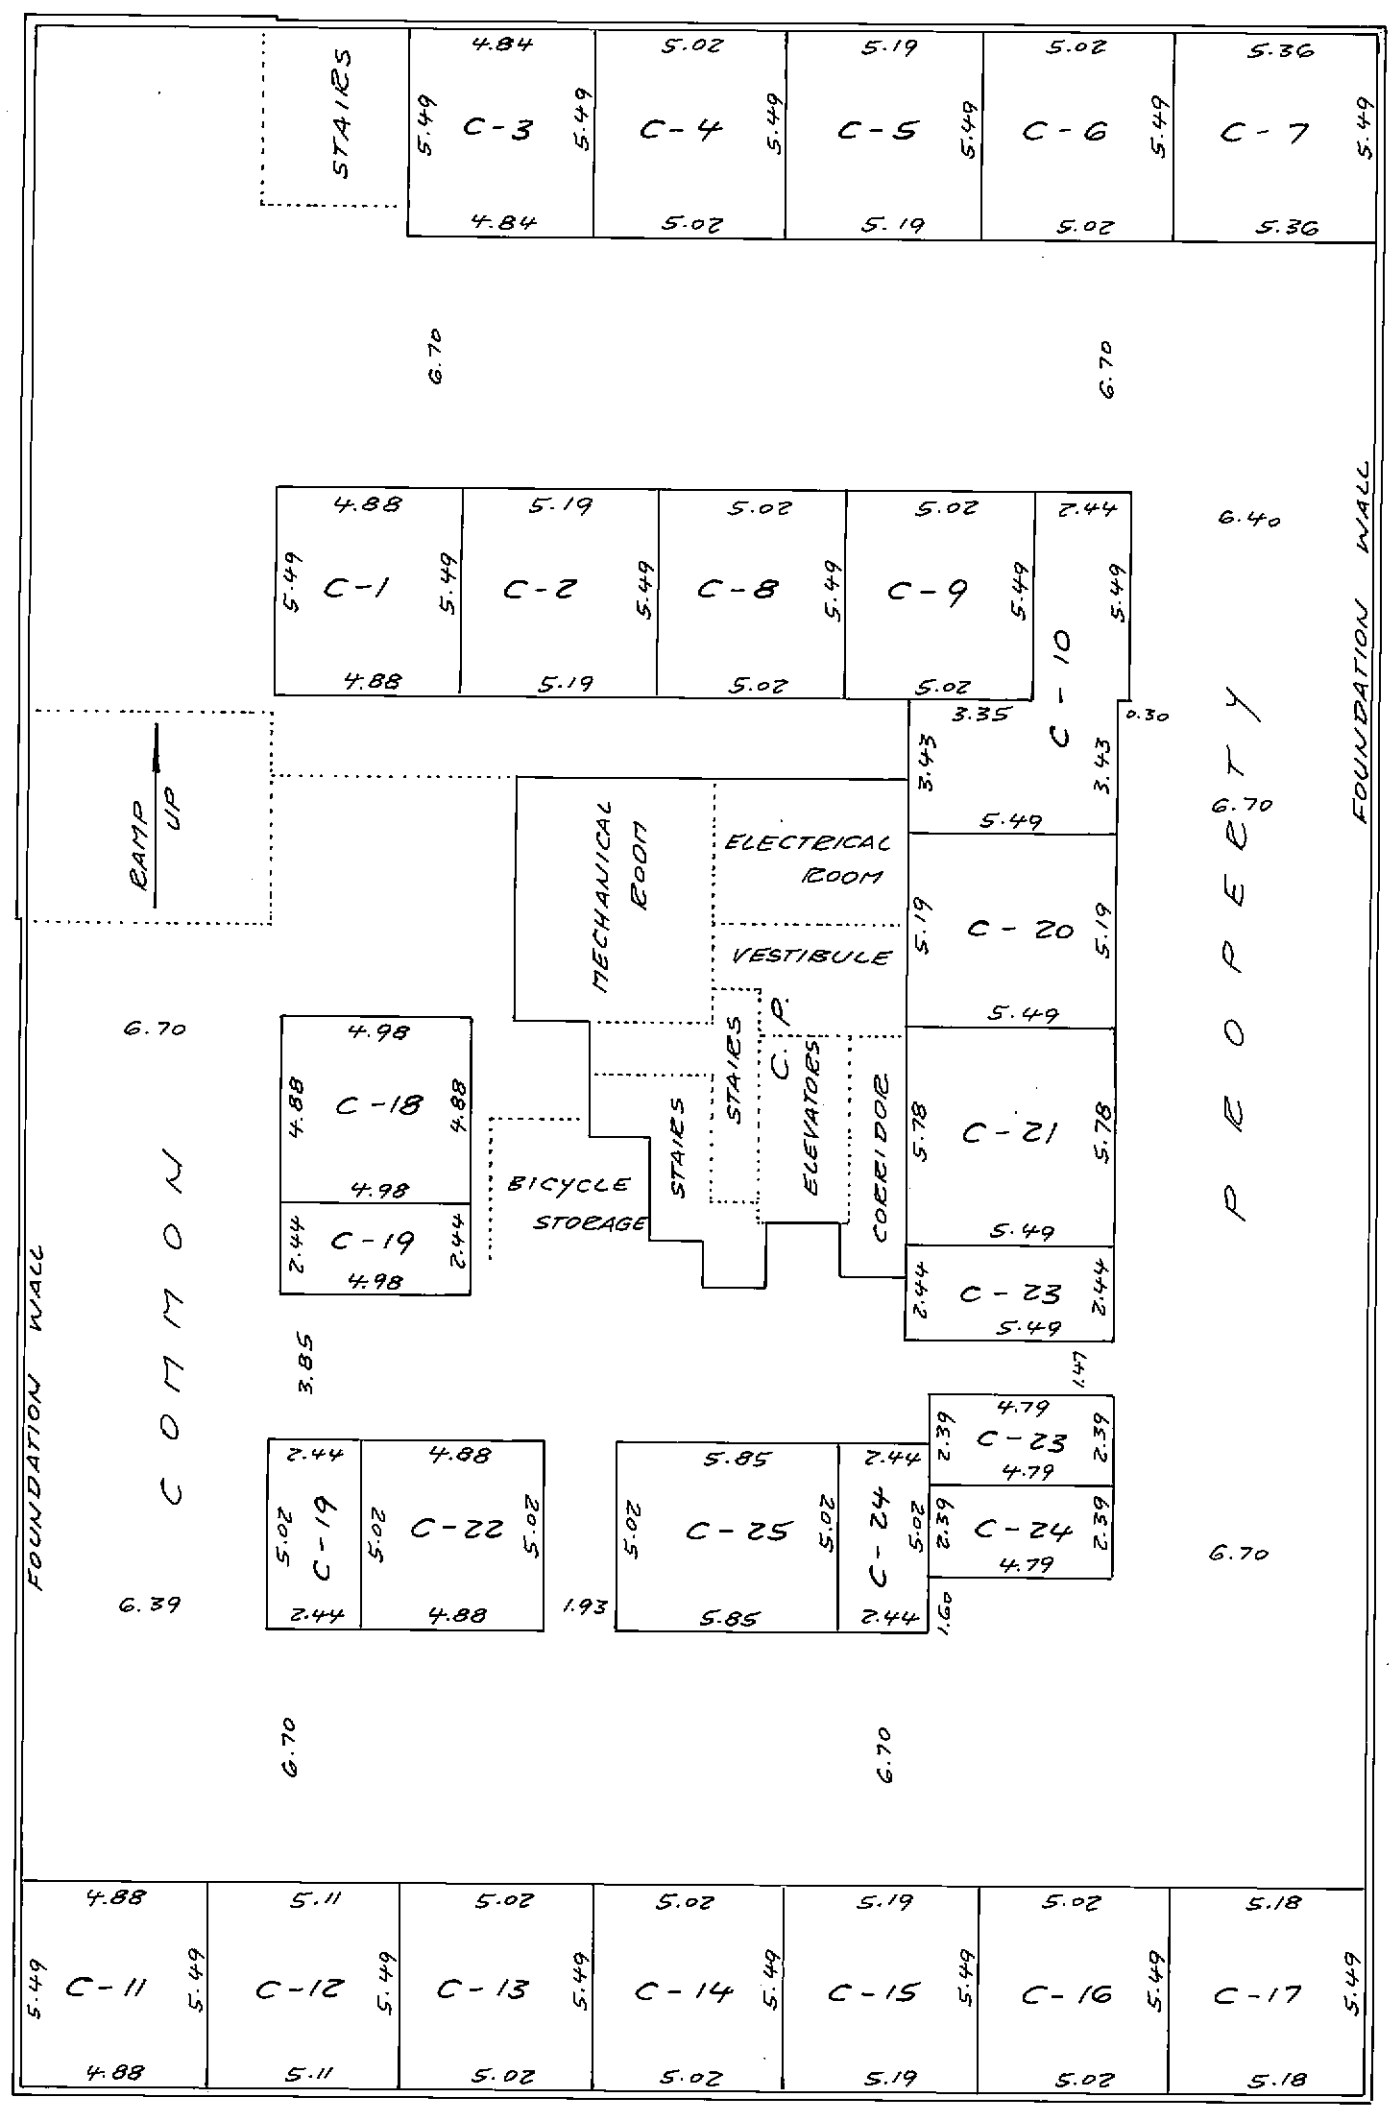 STAIRS
4.84
5.49
C-3
5.49
4.84
5.02
C-4
5.49
5.02
5.19
C-5
5.49
5.19
5.02
C-6
5.49
5.02
5.36
C-7
5.49
5.36
6.70
6.70
FOUNDATION WALL
4.88
5.49
C-1
5.49
4.88
5.19
C-2
5.49
5.19
5.02
C-8
5.49
5.02
5.02
C-9
5.49
5.02
2.44
5.49
C-10
3.35
0.30
3.43
3.43
5.49
6.40
6.70
PROPERTY
RAMP
UP
MECHANICAL
ROOM
ELECTRICAL
ROOM
VESTIBULE
C.P.
STAIRS
STAIRS
ELEVATORS
CORRIDOR
BICYCLE
STORAGE
5.19
C-20
5.19
5.49
5.78
C-21
5.78
5.49
2.44
C-23
2.44
5.49
6.70
4.98
4.88
C-18
4.88
4.98
2.44
C-19
2.44
4.98
COMMON
FOUNDATION WALL
3.85
1.47
2.44
5.02
C-19
5.02
2.44
4.88
C-22
5.02
4.88
1.93
5.85
5.02
C-25
5.02
5.85
2.44
C-24
5.02
2.44
4.79
2.39
C-23
2.39
4.79
2.39
C-24
2.39
4.79
1.60
6.39
6.70
6.70
6.70
4.88
5.49
C-11
5.49
4.88
5.11
C-12
5.49
5.11
5.02
C-13
5.49
5.02
5.02
C-14
5.49
5.02
5.19
C-15
5.49
5.19
5.02
C-16
5.49
5.02
5.18
C-17
5.49
5.18